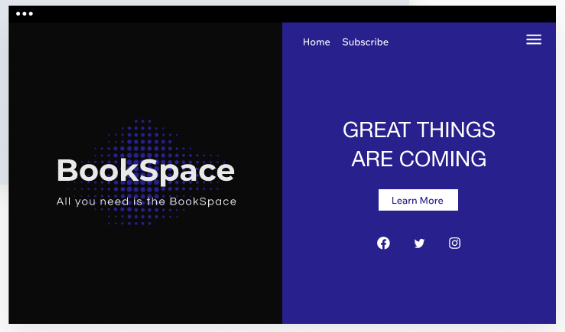 BookSpace
All you need is the BookSpace
Home Subscribe
GREAT THINGS
ARE COMING
Learn More